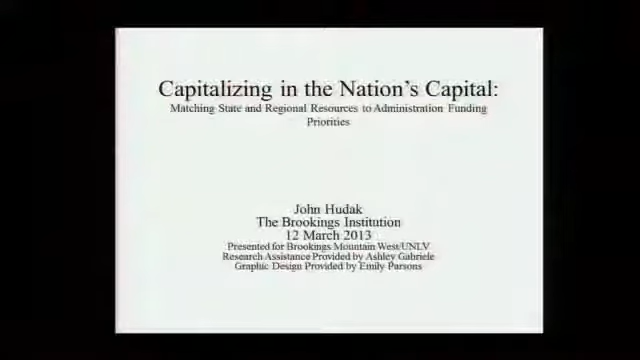 Capitalizing in the Nation's Capital:
Matching State and Regional Resources to Administration Funding
Priorities
John Hudak
The Brookings Institution
12 March 2013
Presented for Brookings Mountain West/UNLV
Research Assistance Provided by Ashley Gabriele
Graphic Design Provided by Emily Parsons